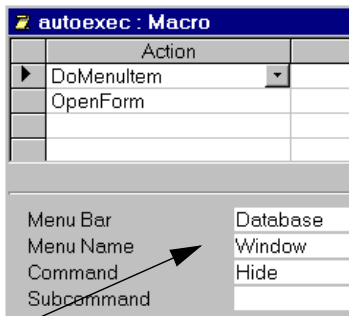 autoexec : Macro
Action
DoMenuItem
OpenForm
Menu Bar Database
Menu Name Window
Command Hide
Subcommand